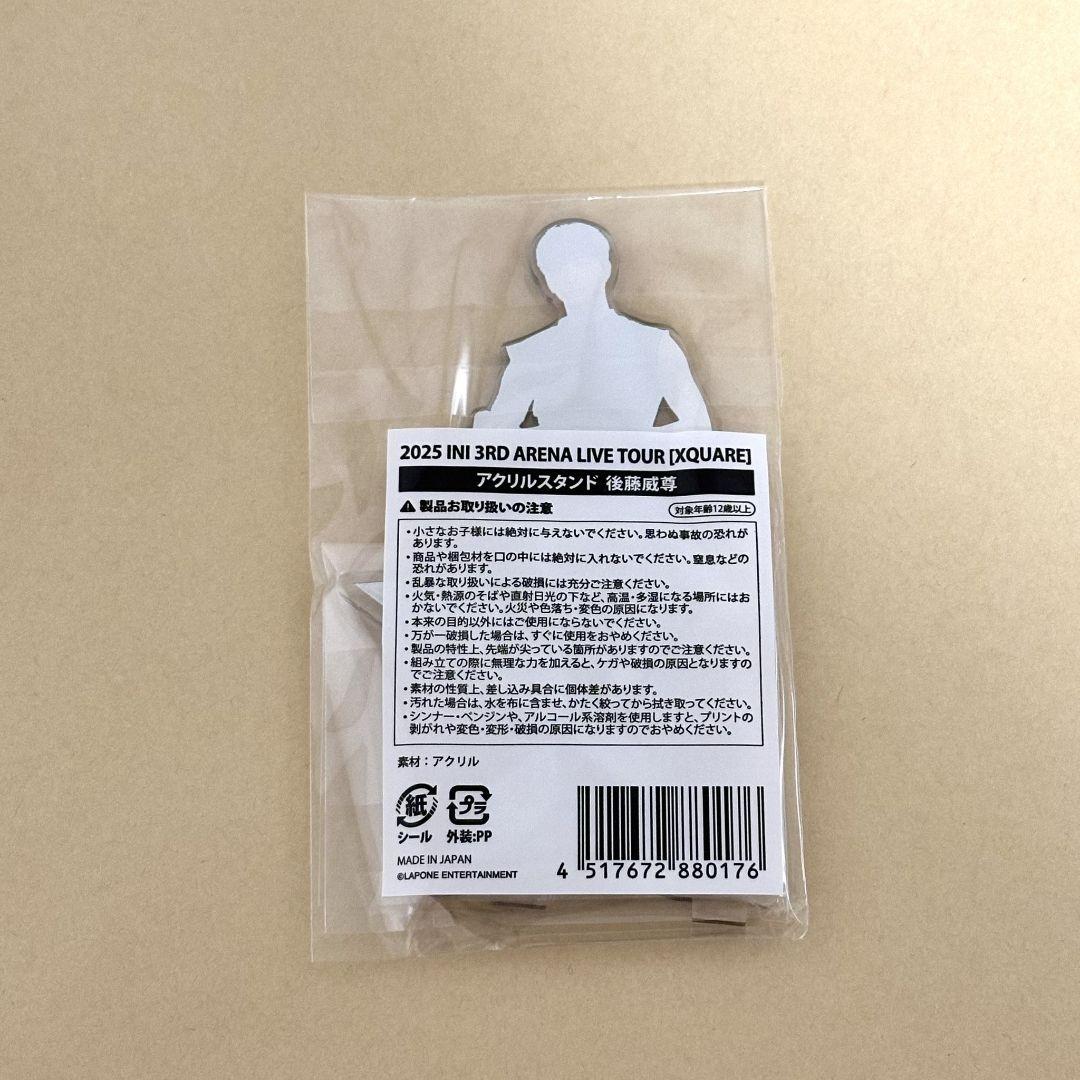 2025 INI 3RD ARENA LIVE TOUR [XQUARE]
アクリルスタンド 後藤威尊
製品お取り扱いの注意
対象年齢12歳以上
・小さなお子様には絶対に与えないでください。思わぬ事故の恐れが
あります。
・商品や梱包材を口の中には絶対に入れないでください。窒息などの
恐れがあります。
・乱暴な取り扱いによる破損には充分ご注意ください。
・火気・熱源のそばや直射日光の下など、高温・多湿になる場所にはお
かないでください。火災や色落ち・変色の原因になります。
・本来の目的以外にはご使用にならないでください。
・万が一破損した場合は、すぐに使用をおやめください。
・製品の特性上、先端が尖っている箇所がありますのでご注意ください。
・組み立ての際に無理な力を加えると、ケガや破損の原因となりますの
でご注意ください。
・素材の性質上、差し込み具合に個体差があります。
・汚れた場合は、水を布に含ませ、かたく絞ってから拭き取ってください。
・シンナー・ベンジンや、アルコール系溶剤を使用しますと、プリントの
剥がれや変色・変形・破損の原因になりますのでおやめください。
素材：アクリル
紙
プラ
シール
外装:PP
MADE IN JAPAN
©LAPONE ENTERTAINMENT
4 517672 880176